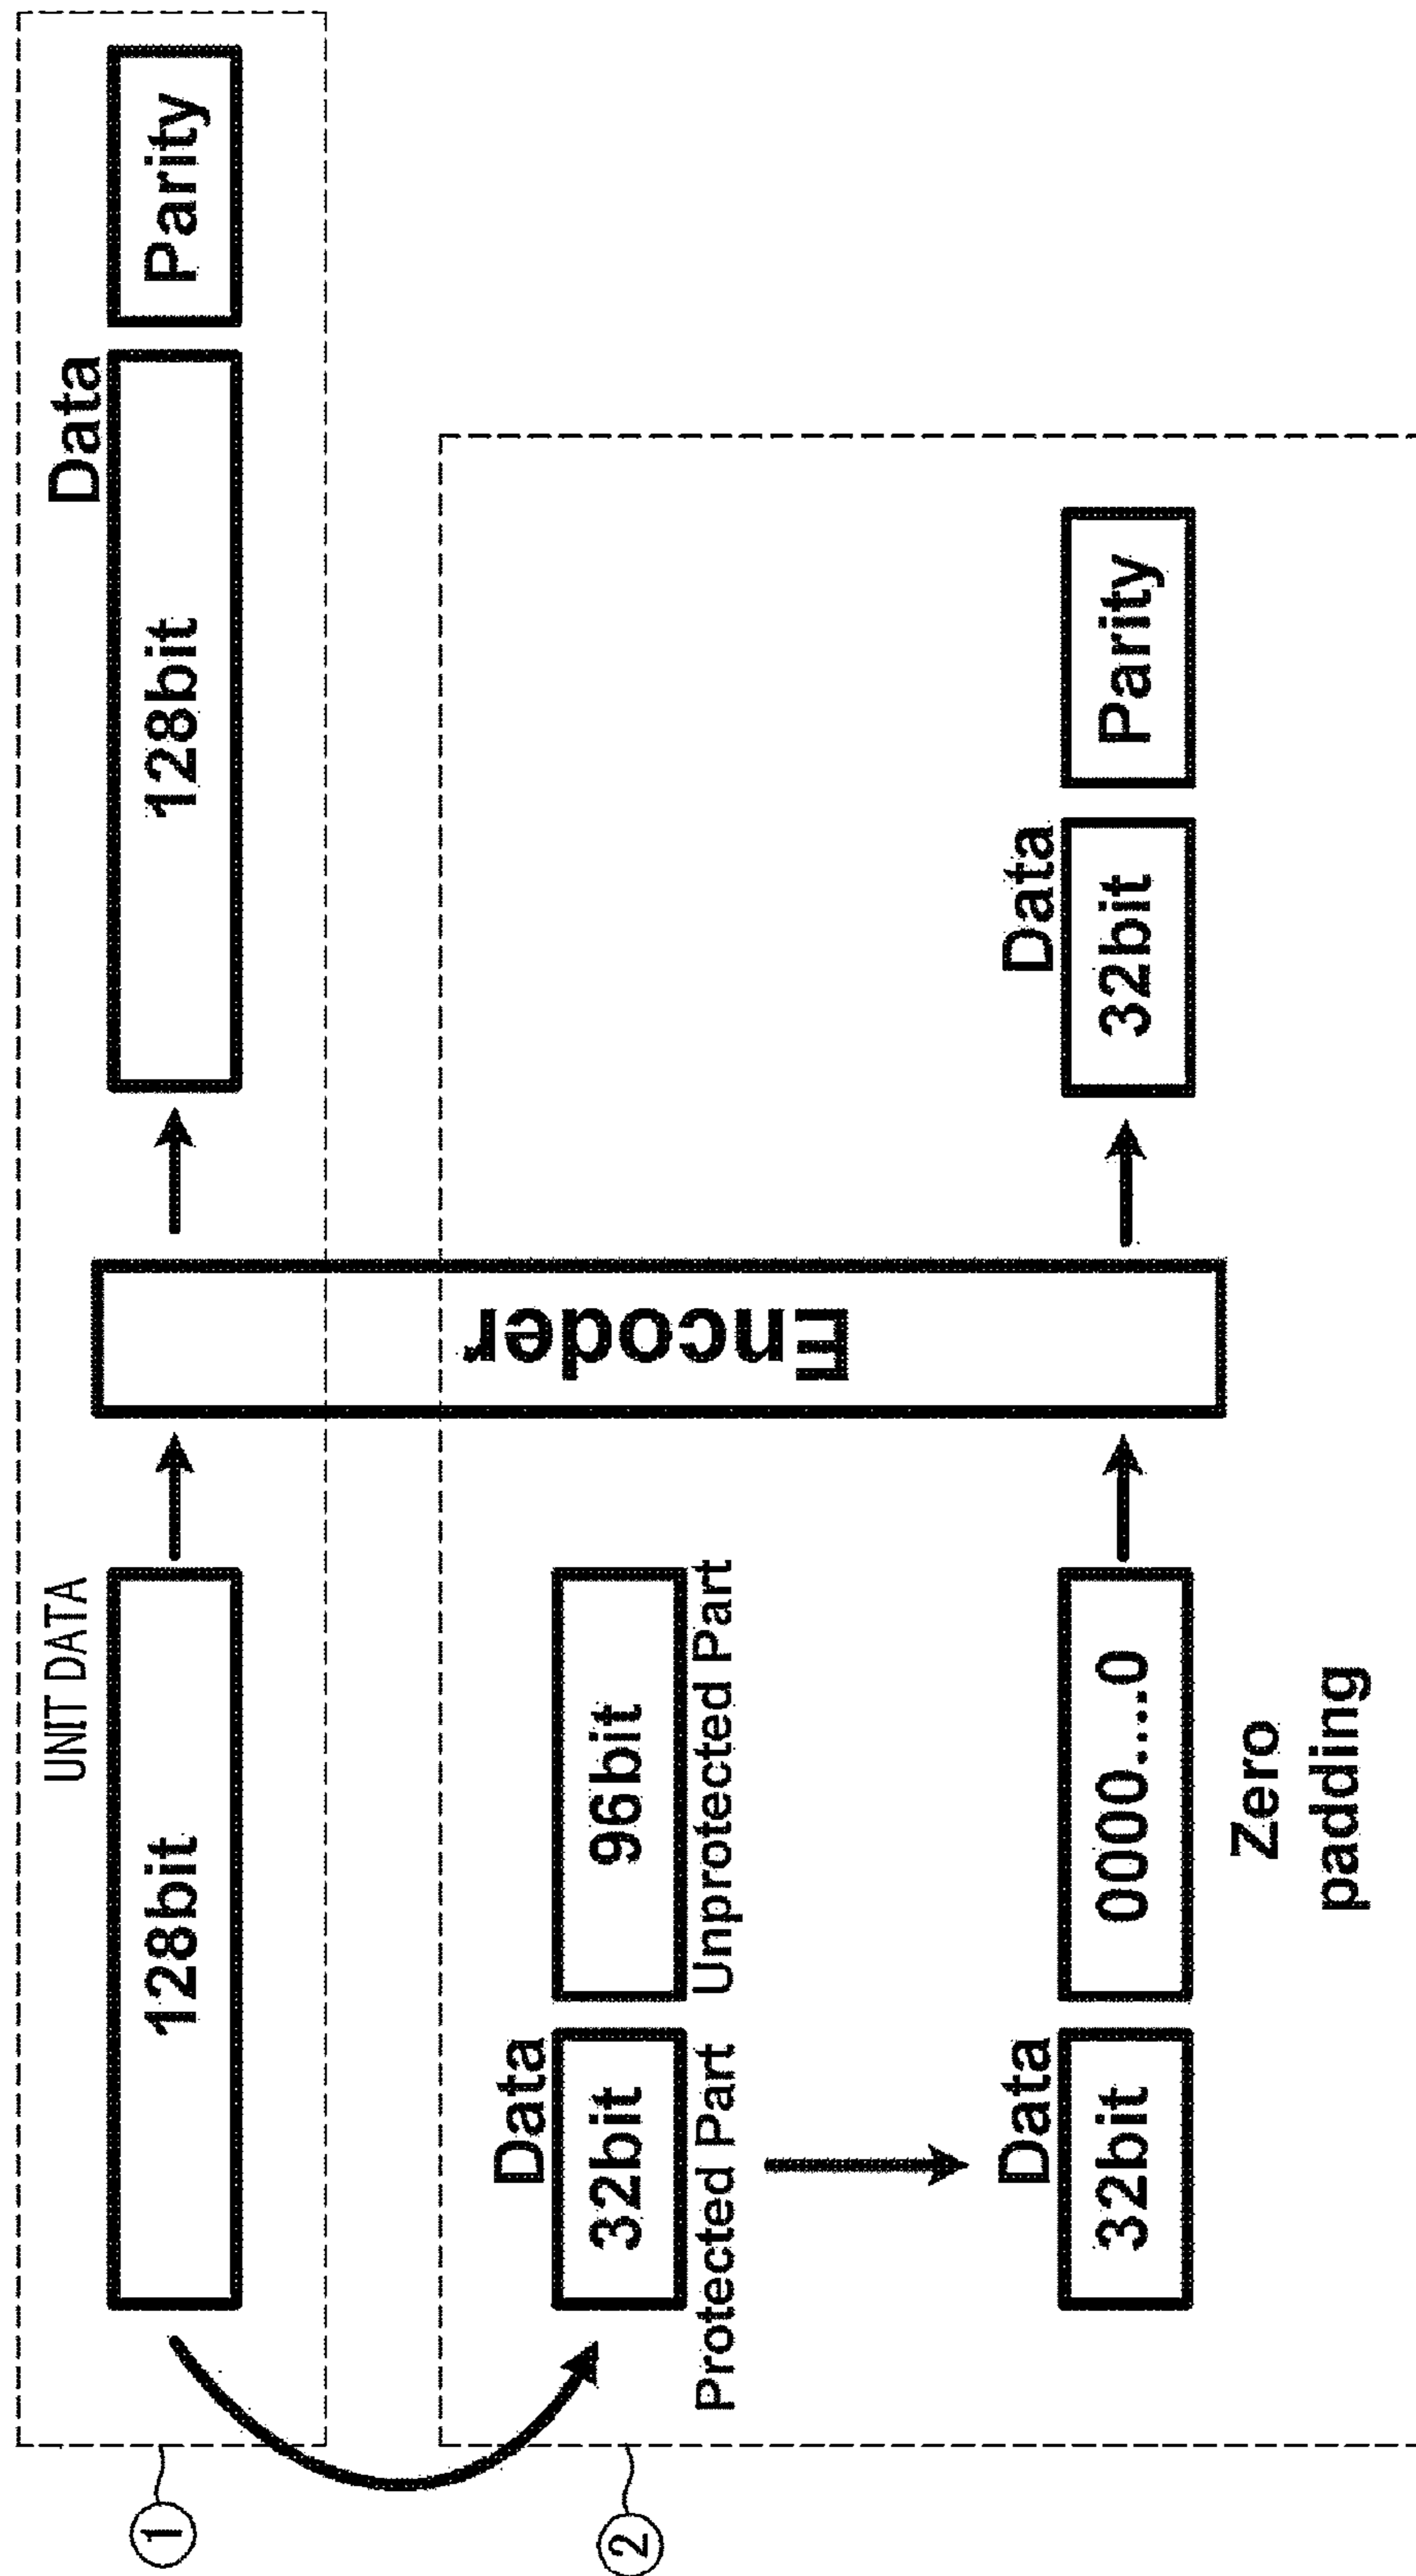 1
UNIT DATA
128bit
Data
128bit
Parity
Encoder
2
Data
32bit
96bit
Protected Part
Unprotected Part
Data
32bit
0000....0
Zero
padding
Data
32bit
Parity